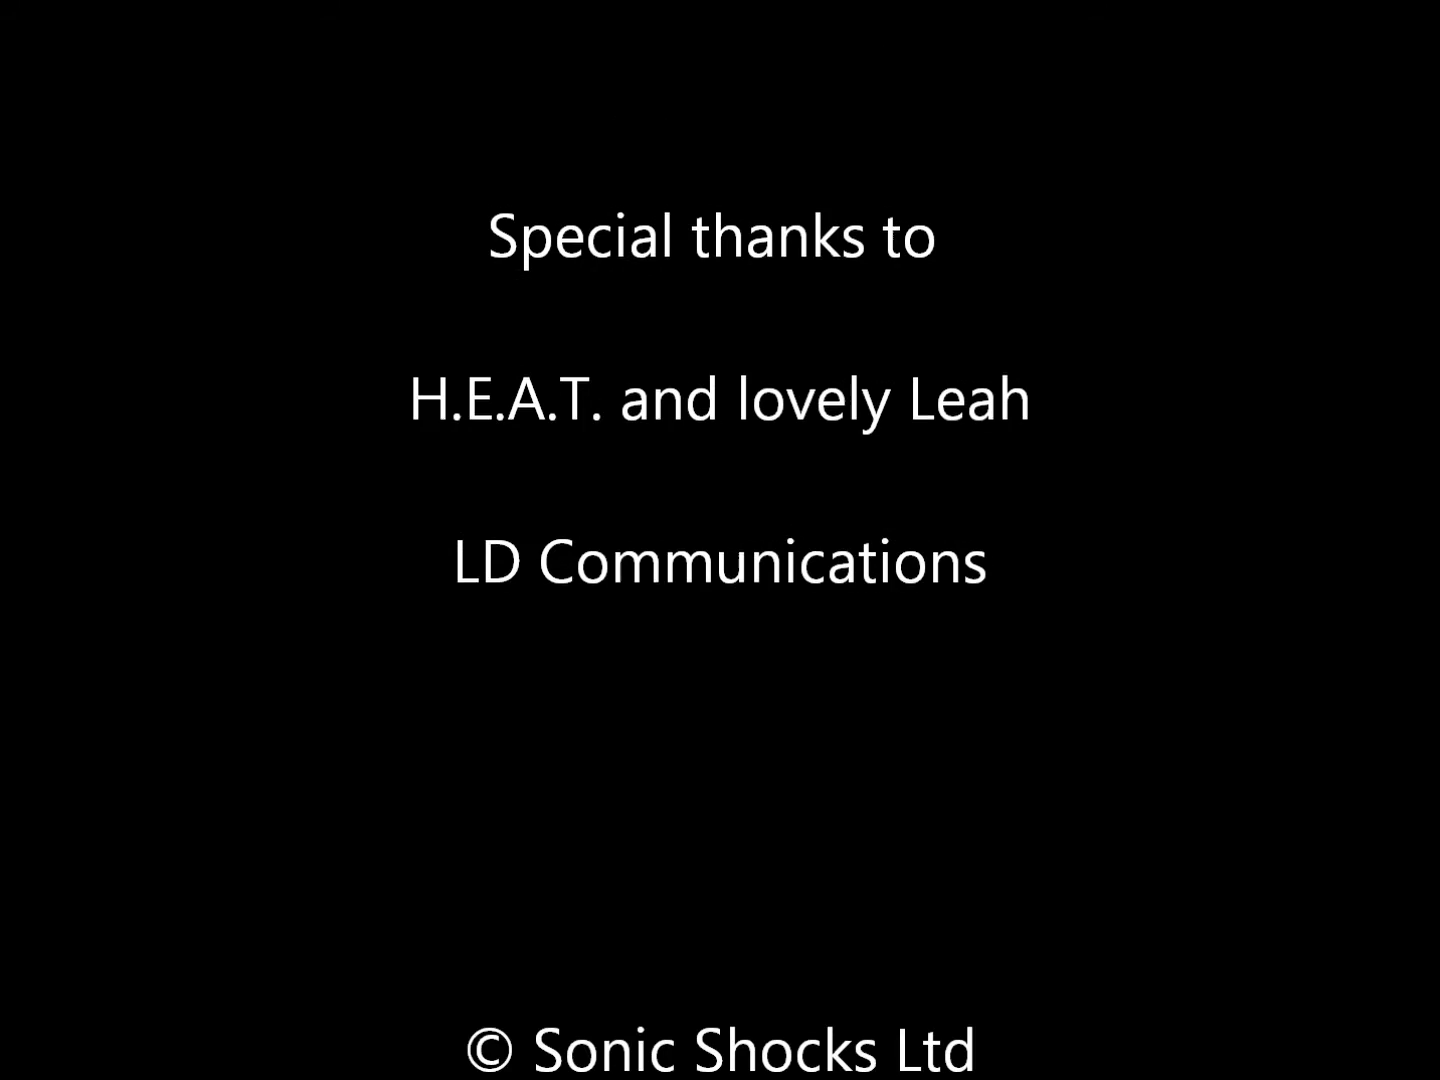 Special thanks to
H.E.A.T. and lovely Leah
LD Communications
© Sonic Shocks Ltd